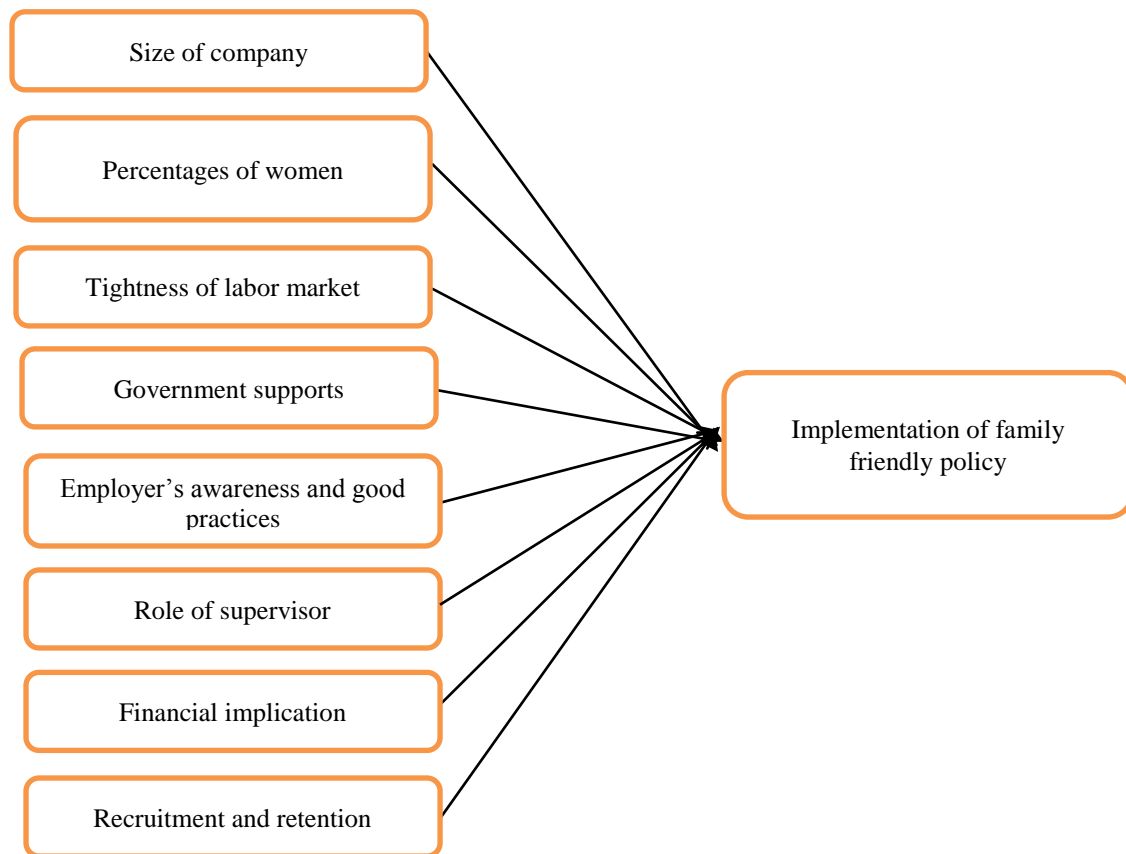 Size of company
Percentages of women
Tightness of labor market
Government supports
Employer’s awareness and good
practices
Role of supervisor
Financial implication
Recruitment and retention
Implementation of family
friendly policy